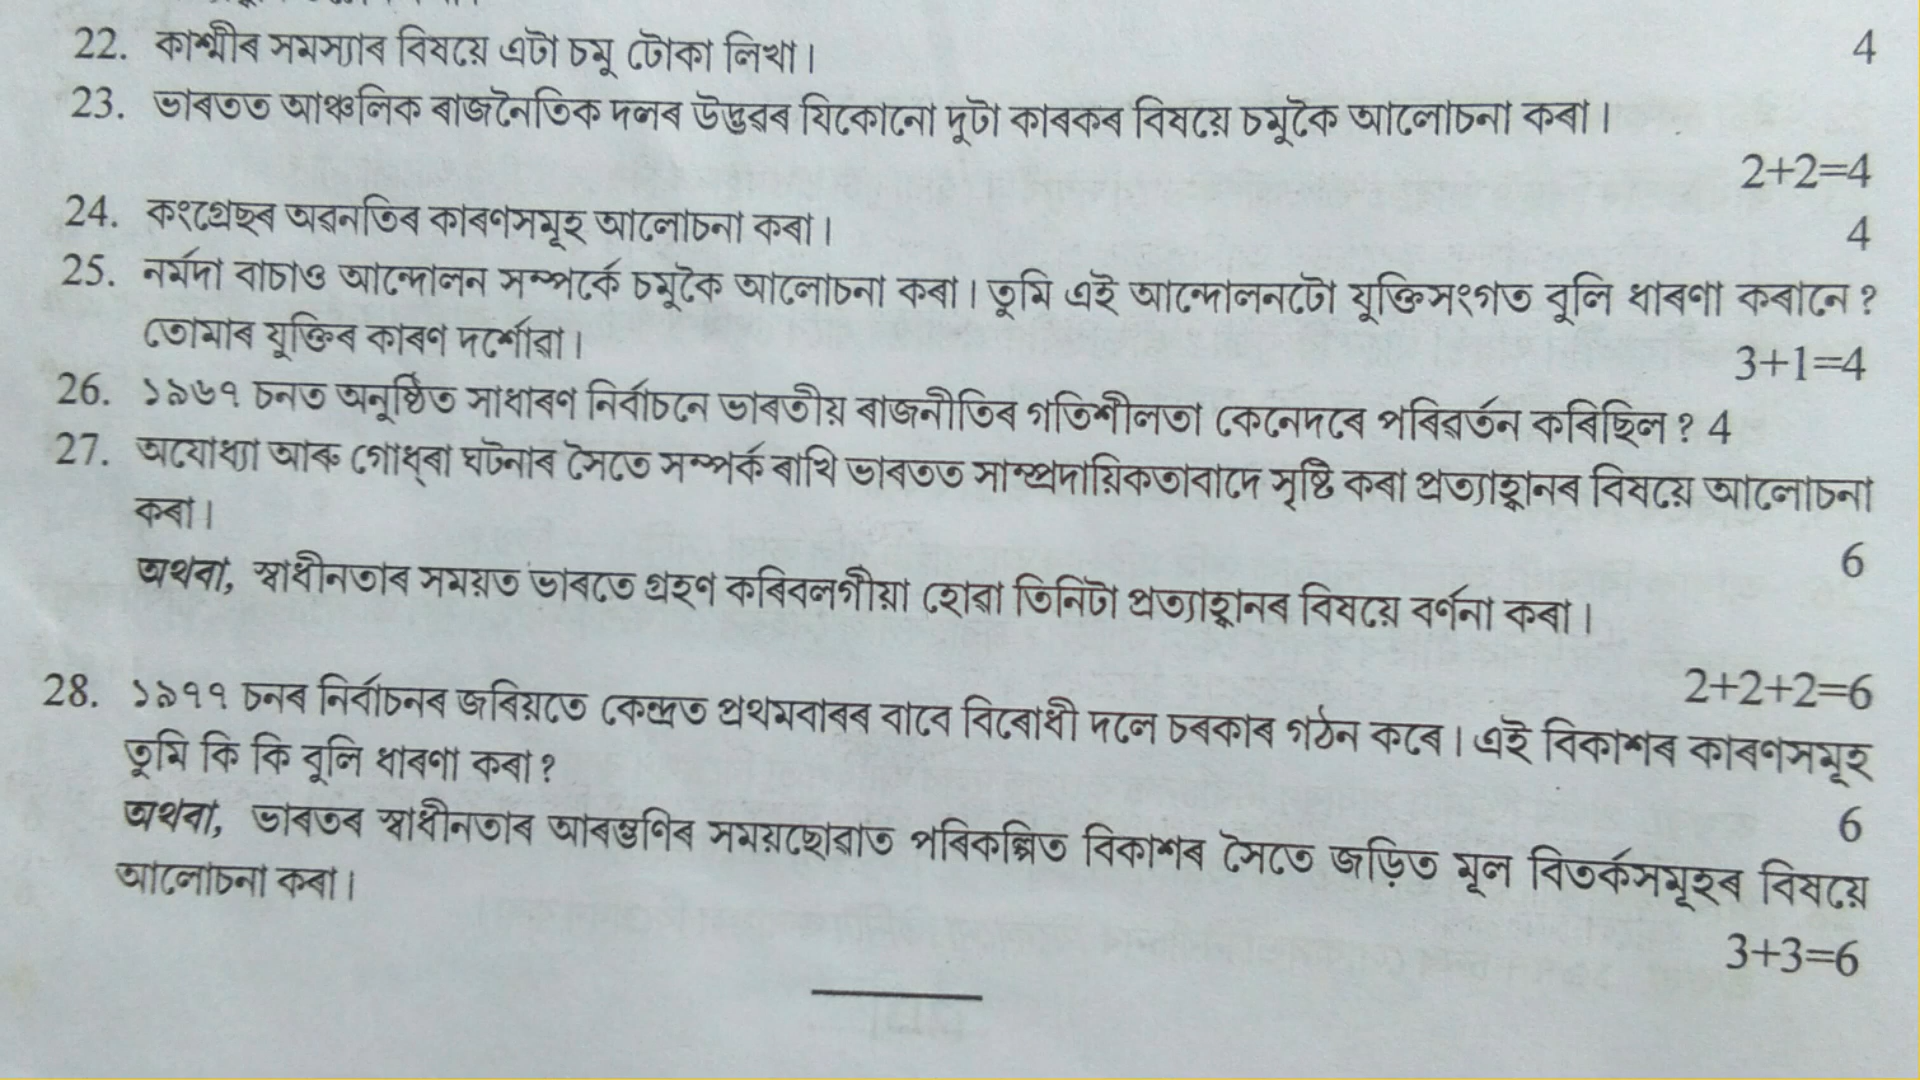 22. কাশ্মীৰ সমস্যাৰ বিষয়ে এটা চমু টোকা লিখা। 4
23. ভাৰতত আঞ্চলিক ৰাজনৈতিক দলৰ উদ্ভৱৰ যিকোনো দুটা কাৰকৰ বিষয়ে চমুকৈ আলোচনা কৰা।
2+2=4
24. কংগ্ৰেছৰ অৱনতিৰ কাৰণসমূহ আলোচনা কৰা। 4
25. নৰ্মদা বাচাও আন্দোলন সম্পৰ্কে চমুকৈ আলোচনা কৰা। তুমি এই আন্দোলনটো যুক্তিসংগত বুলি ধাৰণা কৰানে?
তোমাৰ যুক্তিৰ কাৰণ দৰ্শোৱা। 3+1=4
26. ১৯৬৭ চনত অনুষ্ঠিত সাধাৰণ নিৰ্বাচনে ভাৰতীয় ৰাজনীতিৰ গতিশীলতা কেনেদৰে পৰিৱৰ্তন কৰিছিল? 4
27. অযোধ্যা আৰু গোধ্ৰা ঘটনাৰ সৈতে সম্পৰ্ক ৰাখি ভাৰতত সাম্প্ৰদায়িকতাবাদে সৃষ্টি কৰা প্ৰত্যাহ্বানৰ বিষয়ে আলোচনা
কৰা। 6
অথবা, স্বাধীনতাৰ সময়ত ভাৰতে গ্ৰহণ কৰিবলগীয়া হোৱা তিনিটা প্ৰত্যাহ্বানৰ বিষয়ে বৰ্ণনা কৰা।
2+2+2=6
28. ১৯৭৭ চনৰ নিৰ্বাচনৰ জৰিয়তে কেন্দ্ৰত প্ৰথমবাৰৰ বাবে বিৰোধী দলে চৰকাৰ গঠন কৰে। এই বিকাশৰ কাৰণসমূহ
তুমি কি কি বুলি ধাৰণা কৰা? 6
অথবা, ভাৰতৰ স্বাধীনতাৰ আৰম্ভণিৰ সময়ছোৱাত পৰিকল্পিত বিকাশৰ সৈতে জড়িত মূল বিতৰ্কসমূহৰ বিষয়ে
আলোচনা কৰা। 3+3=6